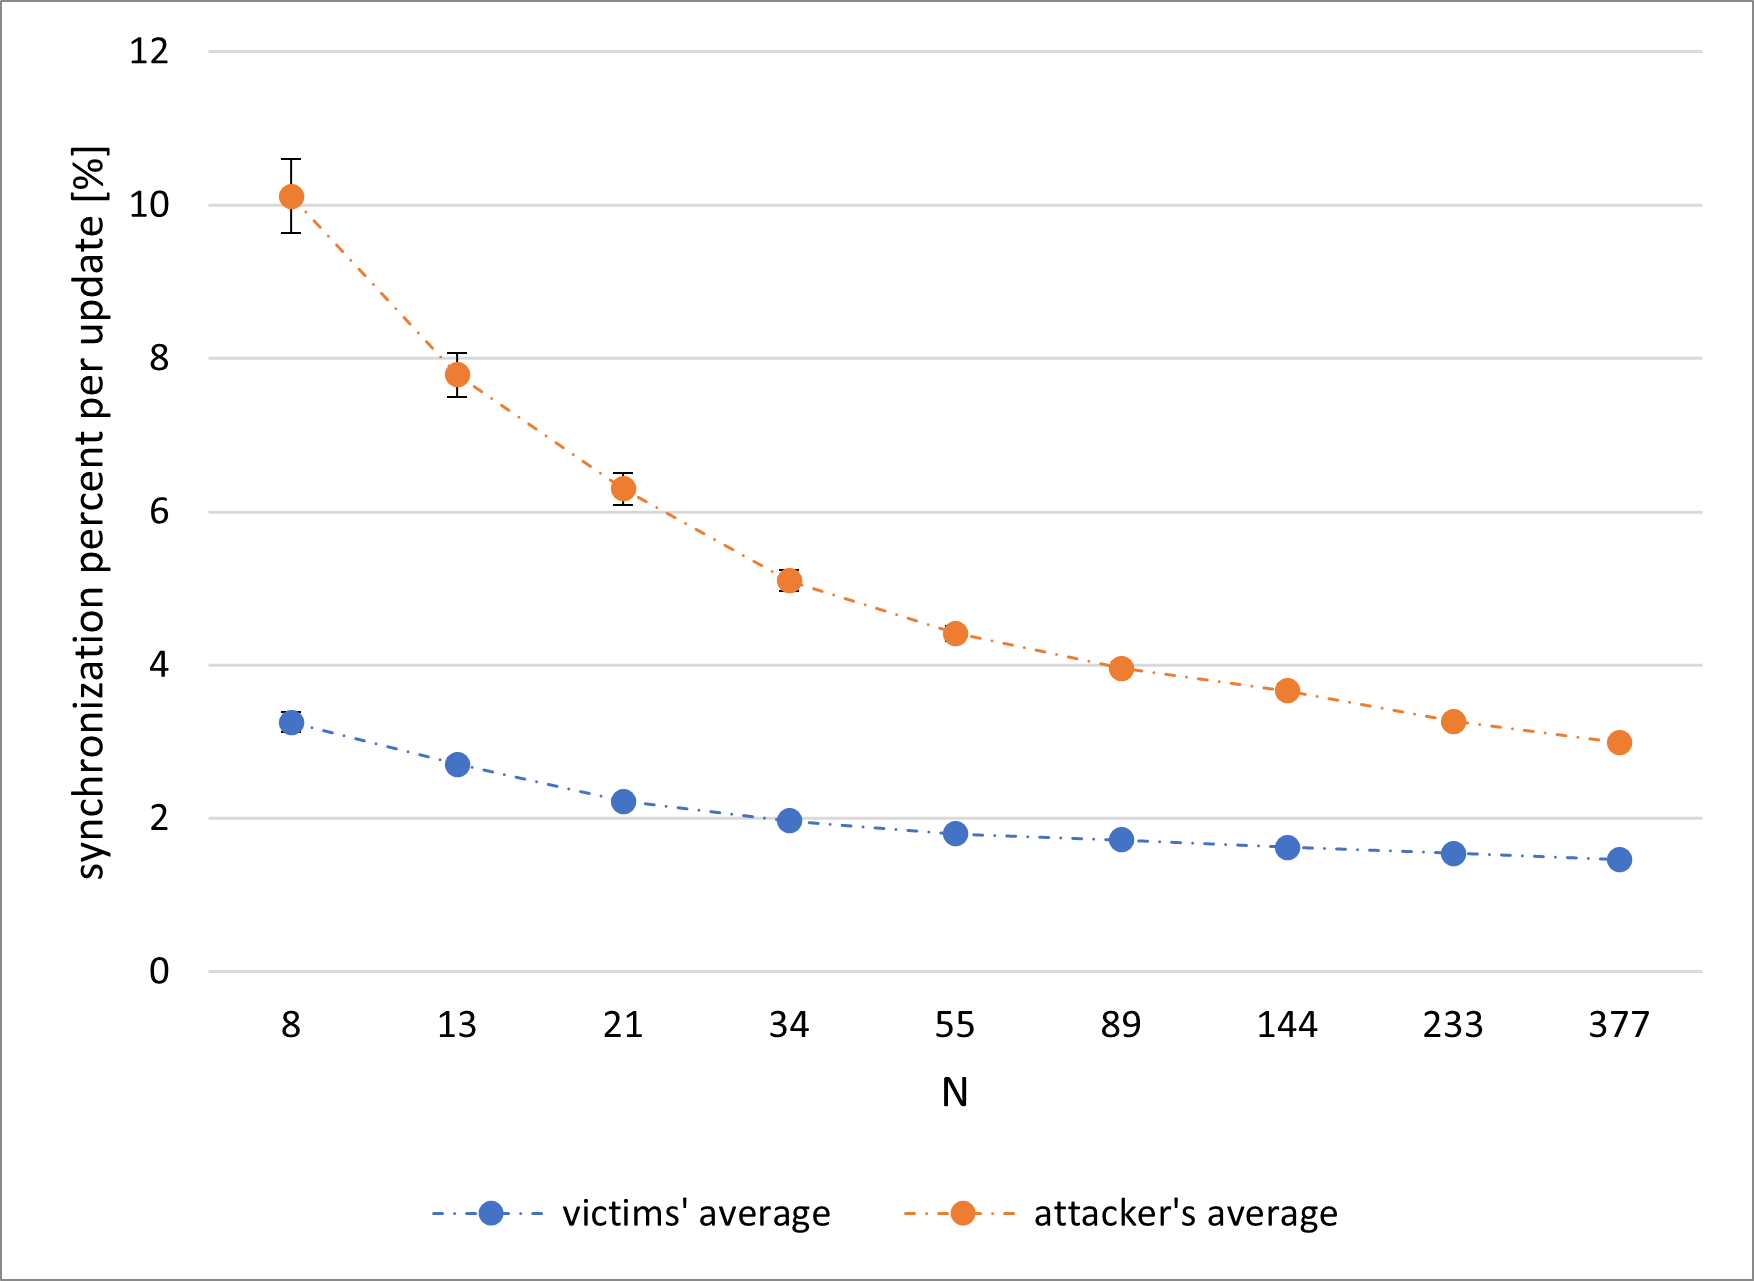 synchronization percent per update [%]
12
10
8
6
4
2
0
8 13 21 34 55 89 144 233 377
N
victims' average attacker's average